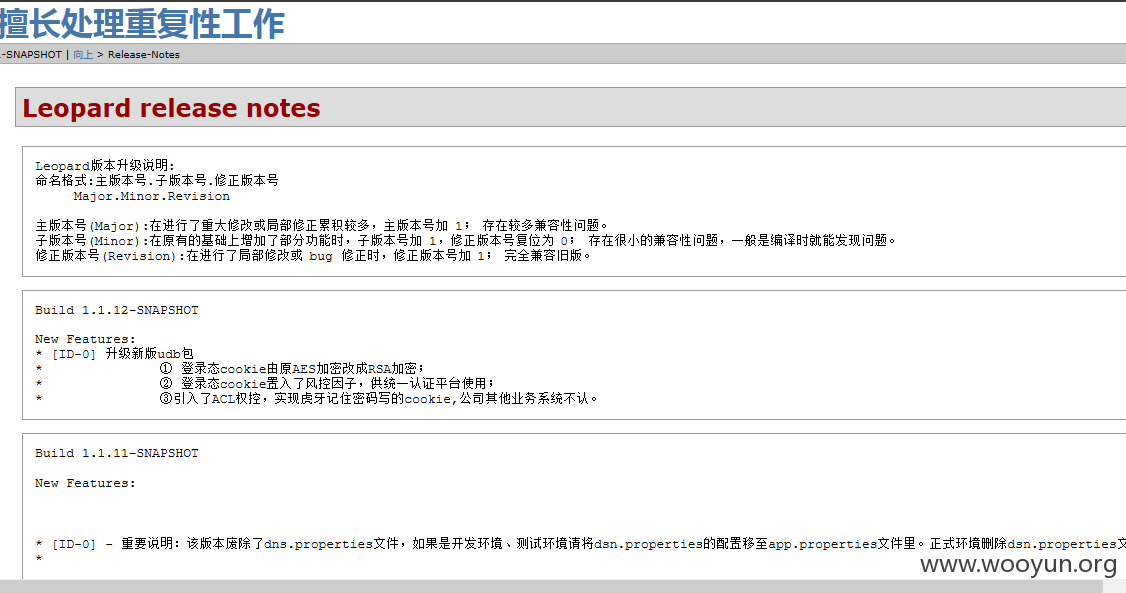 擅长处理重复性工作
-SNAPSHOT | 向上 > Release-Notes
Leopard release notes
Leopard版本升级说明:
命名格式:主版本号.子版本号.修正版本号
Major.Minor.Revision
主版本号(Major):在进行了重大修改或局部修正累积较多，主版本号加 1； 存在较多兼容性问题。
子版本号(Minor):在原有的基础上增加了部分功能时，子版本号加 1，修正版本号复位为 0； 存在很小的兼容性问题，一般是编译时就能发现问题。
修正版本号(Revision):在进行了局部修改或 bug 修正时，修正版本号加 1； 完全兼容旧版。
Build 1.1.12-SNAPSHOT
New Features:
* [ID-0] 升级新版udb包
* ① 登录态cookie由原AES加密改成RSA加密；
* ② 登录态cookie置入了风控因子，供统一认证平台使用；
* ③引入了ACL权控，实现虎牙记住密码写的cookie,公司其他业务系统不认。
Build 1.1.11-SNAPSHOT
New Features:
* [ID-0] - 重要说明：该版本废除了dns.properties文件，如果是开发环境、测试环境请将dsn.properties的配置移至app.properties文件里。正式环境删除dsn.properties文
*
www.wooyun.org